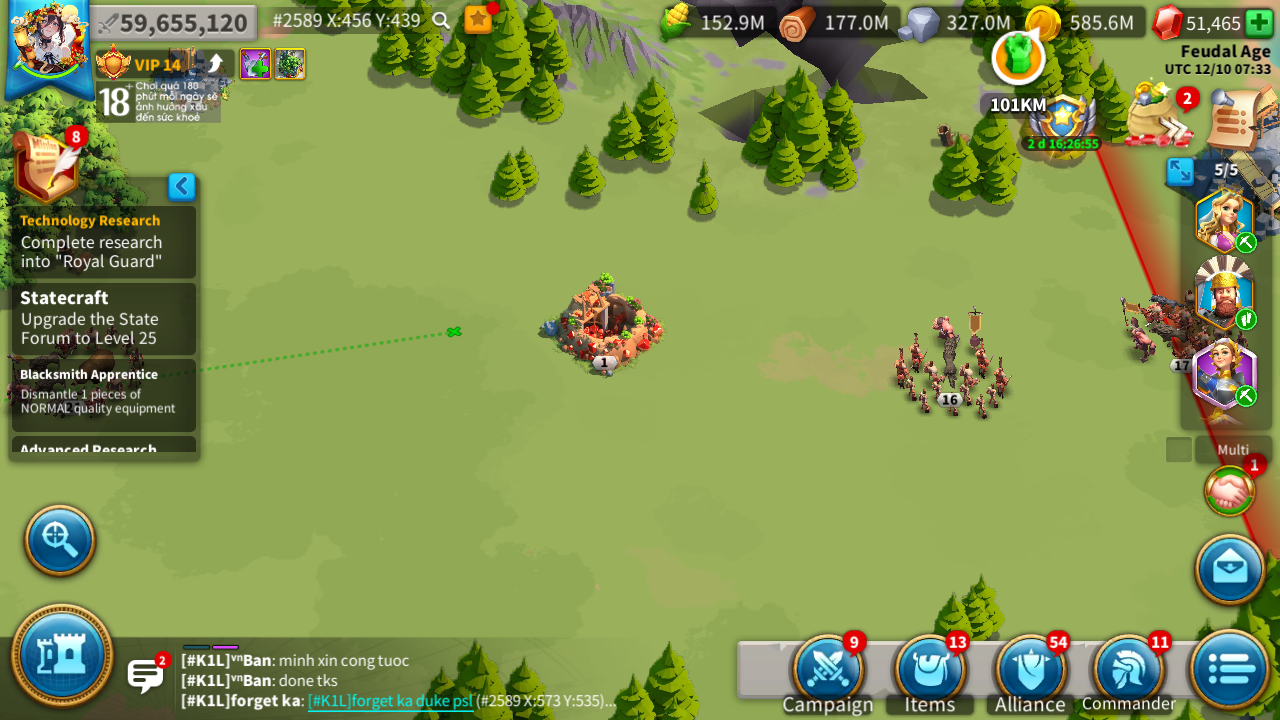 59,655,120
#2589 X:456 Y:439
152.9M
177.0M
327.0M
585.6M
51,465
VIP 14
18+
Chơi quá 180
phút mỗi ngày sẽ
ảnh hưởng xấu
đến sức khoẻ
Feudal Age
UTC 12/10 07:33
101KM
2 d 16:26:55
2
8
5/5
Technology Research
Complete research
into "Royal Guard"
Statecraft
Upgrade the State
Forum to Level 25
Blacksmith Apprentice
Dismantle 1 pieces of
NORMAL quality equipment
Advanced Research
1
16
17
Multi
1
2
[#K1L]ᵛⁿBan: minh xin cong tuoc
[#K1L]ᵛⁿBan: done tks
[#K1L]forget ka: [#K1L]forget ka duke psl (#2589 X:573 Y:535)...
9
13
54
11
Campaign
Items
Alliance
Commander